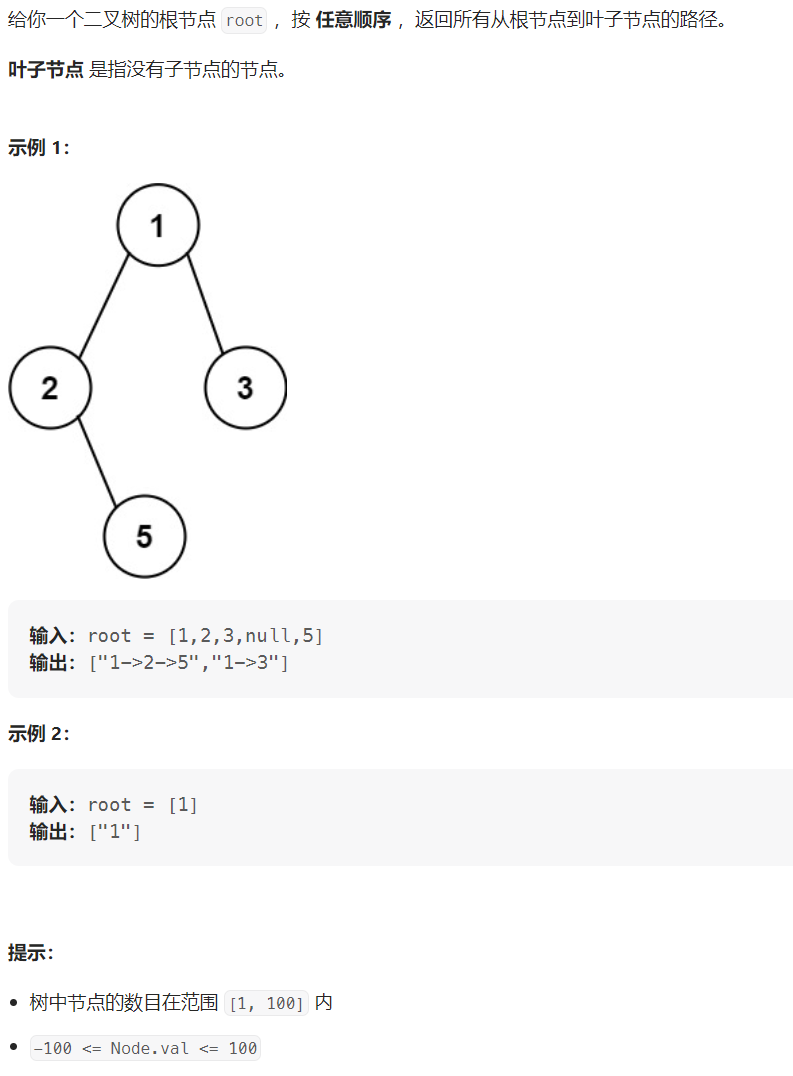 给你一个二叉树的根节点 root ，按 任意顺序 ，返回所有从根节点到叶子节点的路径。
叶子节点 是指没有子节点的节点。
示例 1：
1
2
3
5
输入：root = [1,2,3,null,5]
输出：["1->2->5","1->3"]
示例 2：
输入：root = [1]
输出：["1"]
提示：
• 树中节点的数目在范围 [1, 100] 内
• -100 <= Node.val <= 100